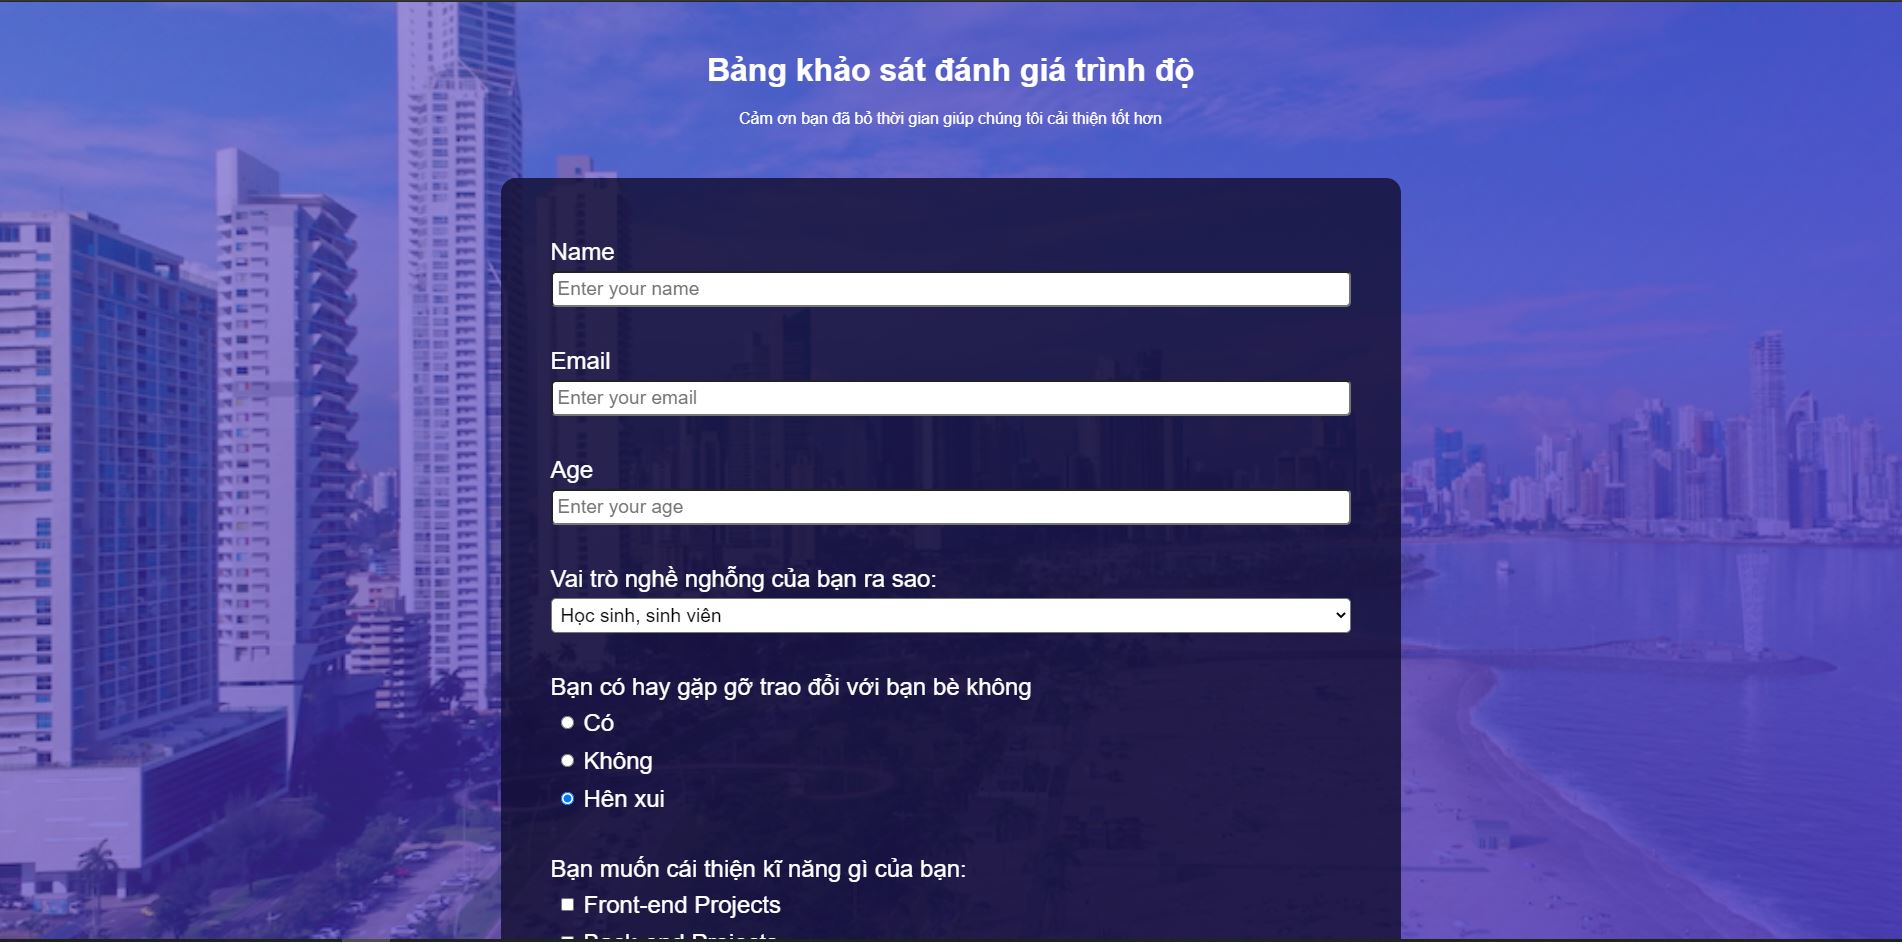 Bảng khảo sát đánh giá trình độ
Cảm ơn bạn đã bỏ thời gian giúp chúng tôi cải thiện tốt hơn
Name
Enter your name
Email
Enter your email
Age
Enter your age
Vai trò nghề nghỗng của bạn ra sao:
Học sinh, sinh viên
Bạn có hay gặp gỡ trao đổi với bạn bè không
Có
Không
Hên xui
Bạn muốn cái thiện kĩ năng gì của bạn:
Front-end Projects
Back-end Projects